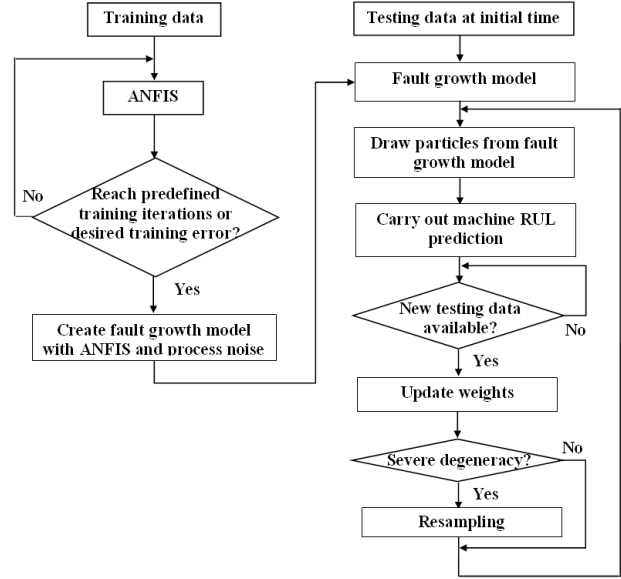 Training data
ANFIS
No
Reach predefined
training iterations or
desired training error?
Yes
Create fault growth model
with ANFIS and process noise
Testing data at initial time
Fault growth model
Draw particles from fault
growth model
Carry out machine RUL
prediction
New testing data
available?
No
Yes
Update weights
Severe degeneracy?
No
Yes
Resampling